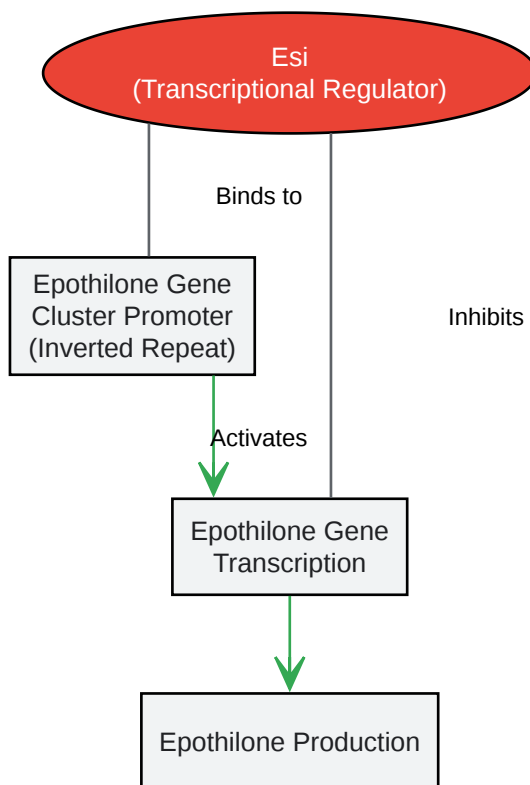 Esi
(Transcriptional Regulator)
Binds to
Epothilone Gene
Cluster Promoter
(Inverted Repeat)
Inhibits
Activates
Epothilone Gene
Transcription
Epothilone Production